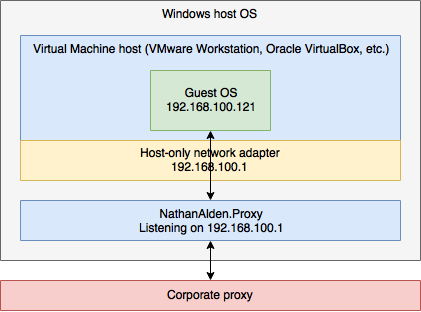 Windows host OS
Virtual Machine host (VMware Workstation, Oracle VirtualBox, etc.)
Guest OS
192.168.100.121
Host-only network adapter
192.168.100.1
NathanAlden.Proxy
Listening on 192.168.100.1
Corporate proxy